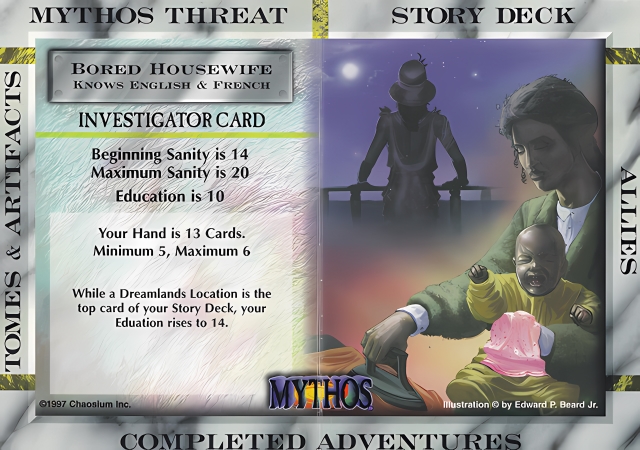 MYTHOS THREAT
STORY DECK
TOMES & ARTIFACTS
BORED HOUSEWIFE
KNOWS ENGLISH & FRENCH
INVESTIGATOR CARD
Beginning Sanity is 14
Maximum Sanity is 20
Education is 10
Your Hand is 13 Cards.
Minimum 5, Maximum 6
While a Dreamlands Location is the
top card of your Story Deck, your
Eduation rises to 14.
ALLIES
MYTHOS
©1997 Chaosium Inc.
Illustration © by Edward P. Beard Jr.
COMPLETED ADVENTURES